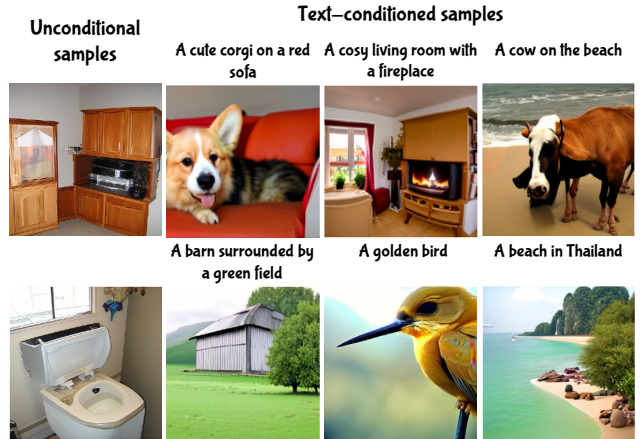 Unconditional
samples
Text-conditioned samples
A cute corgi on a red
sofa
A cosy living room with
a fireplace
A cow on the beach
A barn surrounded by
a green field
A golden bird
A beach in Thailand